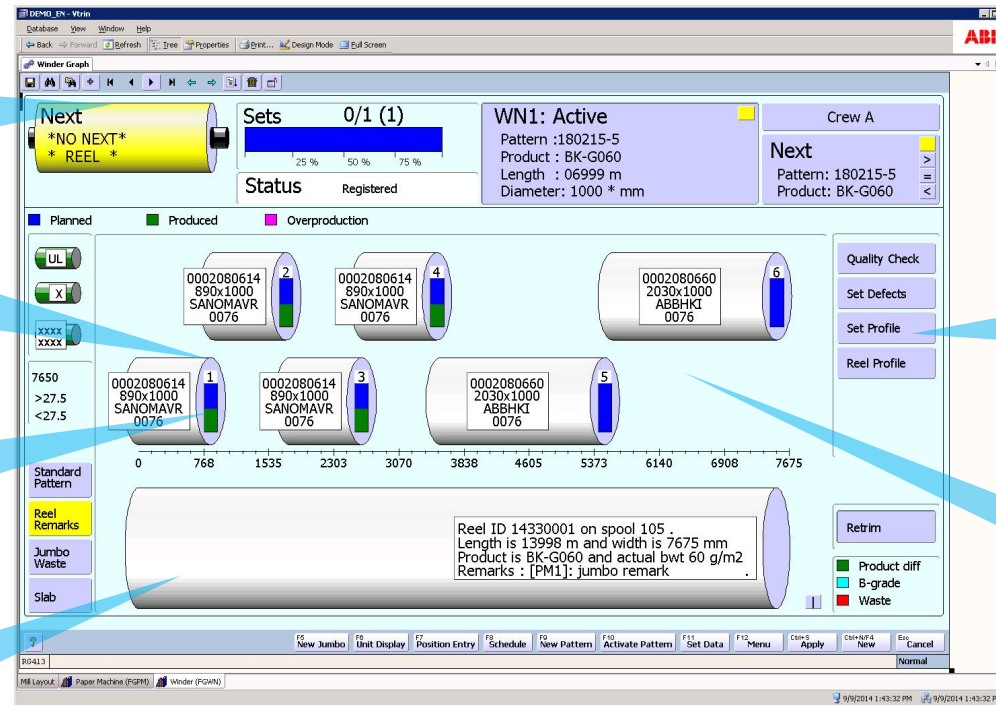 DEMO_EN - Vtrin
Database View Window Help
Back Forward Refresh Tree Properties Print... Design Mode Full Screen
ABB
Winder Graph
Next
*NO NEXT*
* REEL *
Sets 0/1 (1)
25 % 50 % 75 %
Status Registered
WN1: Active
Pattern :180215-5
Product : BK-G060
Length : 06999 m
Diameter: 1000 * mm
Crew A
Next
Pattern: 180215-5
Product: BK-G060
>
=
<
Planned Produced Overproduction
UL
X
XXXX
XXXX
7650
>27.5
<27.5
Standard
Pattern
Reel
Remarks
Jumbo
Waste
Slab
0002080614
890x1000
SANOMAVR
0076
2
0002080614
890x1000
SANOMAVR
0076
4
0002080660
2030x1000
ABBHKI
0076
6
0002080614
890x1000
SANOMAVR
0076
1
0002080614
890x1000
SANOMAVR
0076
3
0002080660
2030x1000
ABBHKI
0076
5
0 768 1535 2303 3070 3838 4605 5373 6140 6908 7675
Reel ID 14330001 on spool 105 .
Length is 13998 m and width is 7675 mm
Product is BK-G060 and actual bwt 60 g/m2
Remarks : [PM1]: jumbo remark .
Quality Check
Set Defects
Set Profile
Reel Profile
Retrim
Product diff
B-grade
Waste
I
?
F5 New Jumbo F6 Unit Display F7 Position Entry F8 Schedule F9 New Pattern F10 Activate Pattern F11 Set Data F12 Menu Ctrl+S Apply Ctrl+N/F4 New Esc Cancel
RG413 Normal
Mill Layout Paper Machine (FGPM) Winder (FGWN)
9/9/2014 1:43:32 PM 9/9/2014 1:43:32 P